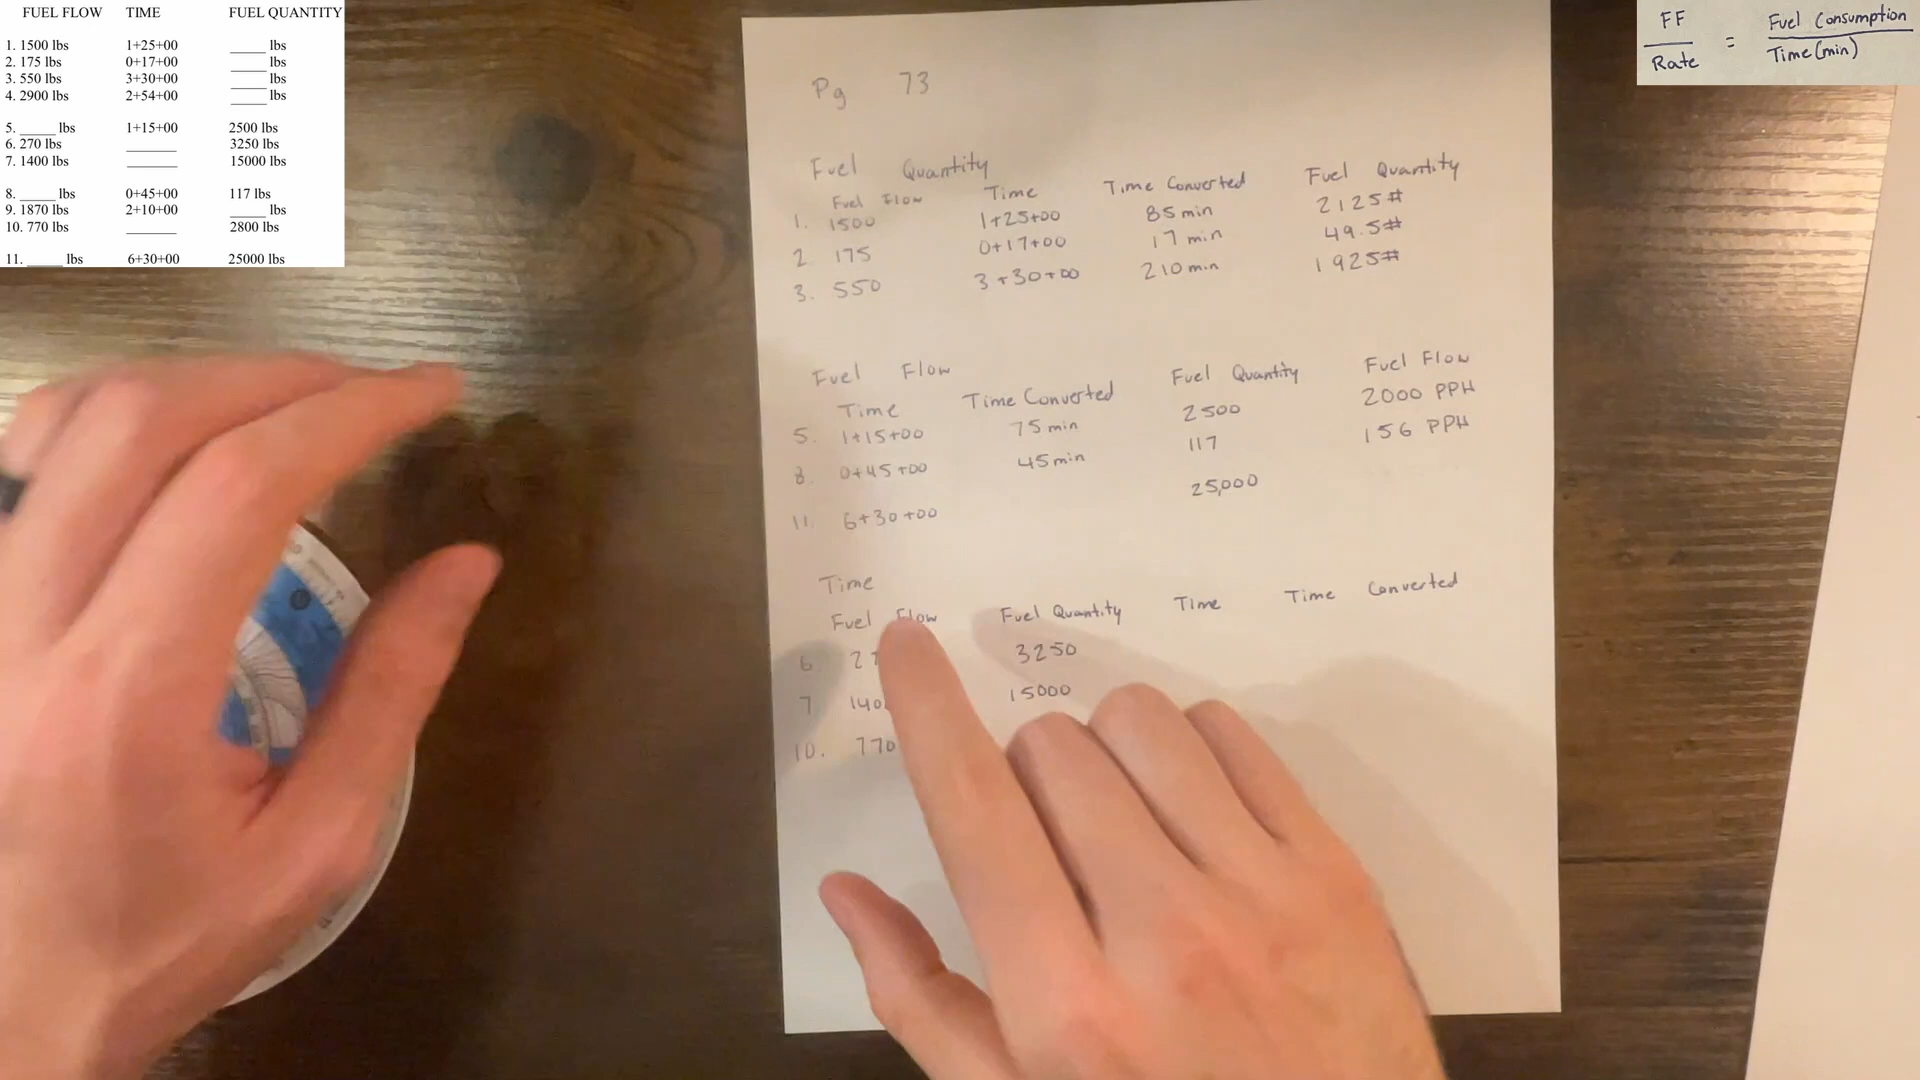 FUEL FLOW TIME FUEL QUANTITY
1. 1500 lbs 1+25+00 _____ lbs
2. 175 lbs 0+17+00 _____ lbs
3. 550 lbs 3+30+00 _____ lbs
4. 2900 lbs 2+54+00 _____ lbs
5. _____ lbs 1+15+00 2500 lbs
6. 270 lbs _______ 3250 lbs
7. 1400 lbs _______ 15000 lbs
8. _____ lbs 0+45+00 117 lbs
9. 1870 lbs 2+10+00 _____ lbs
10. 770 lbs _______ 2800 lbs
11. _____ lbs 6+30+00 25000 lbs
FF / Rate = Fuel Consumption / Time (min)
Pg 73
Fuel Quantity
Fuel Flow Time Time Converted Fuel Quantity
1. 1500 1+25+00 85 min 2125#
2 175 0+17+00 17 min 49.5#
3. 550 3+30+00 210 min 1925#
Fuel Flow
Time Time Converted Fuel Quantity Fuel Flow
5. 1+15+00 75 min 2500 2000 PPH
8. 0+45+00 45 min 117 156 PPH
11. 6+30+00 25,000
Time
Fuel Flow Fuel Quantity Time Time Converted
6 3250
7 15000
10. 770